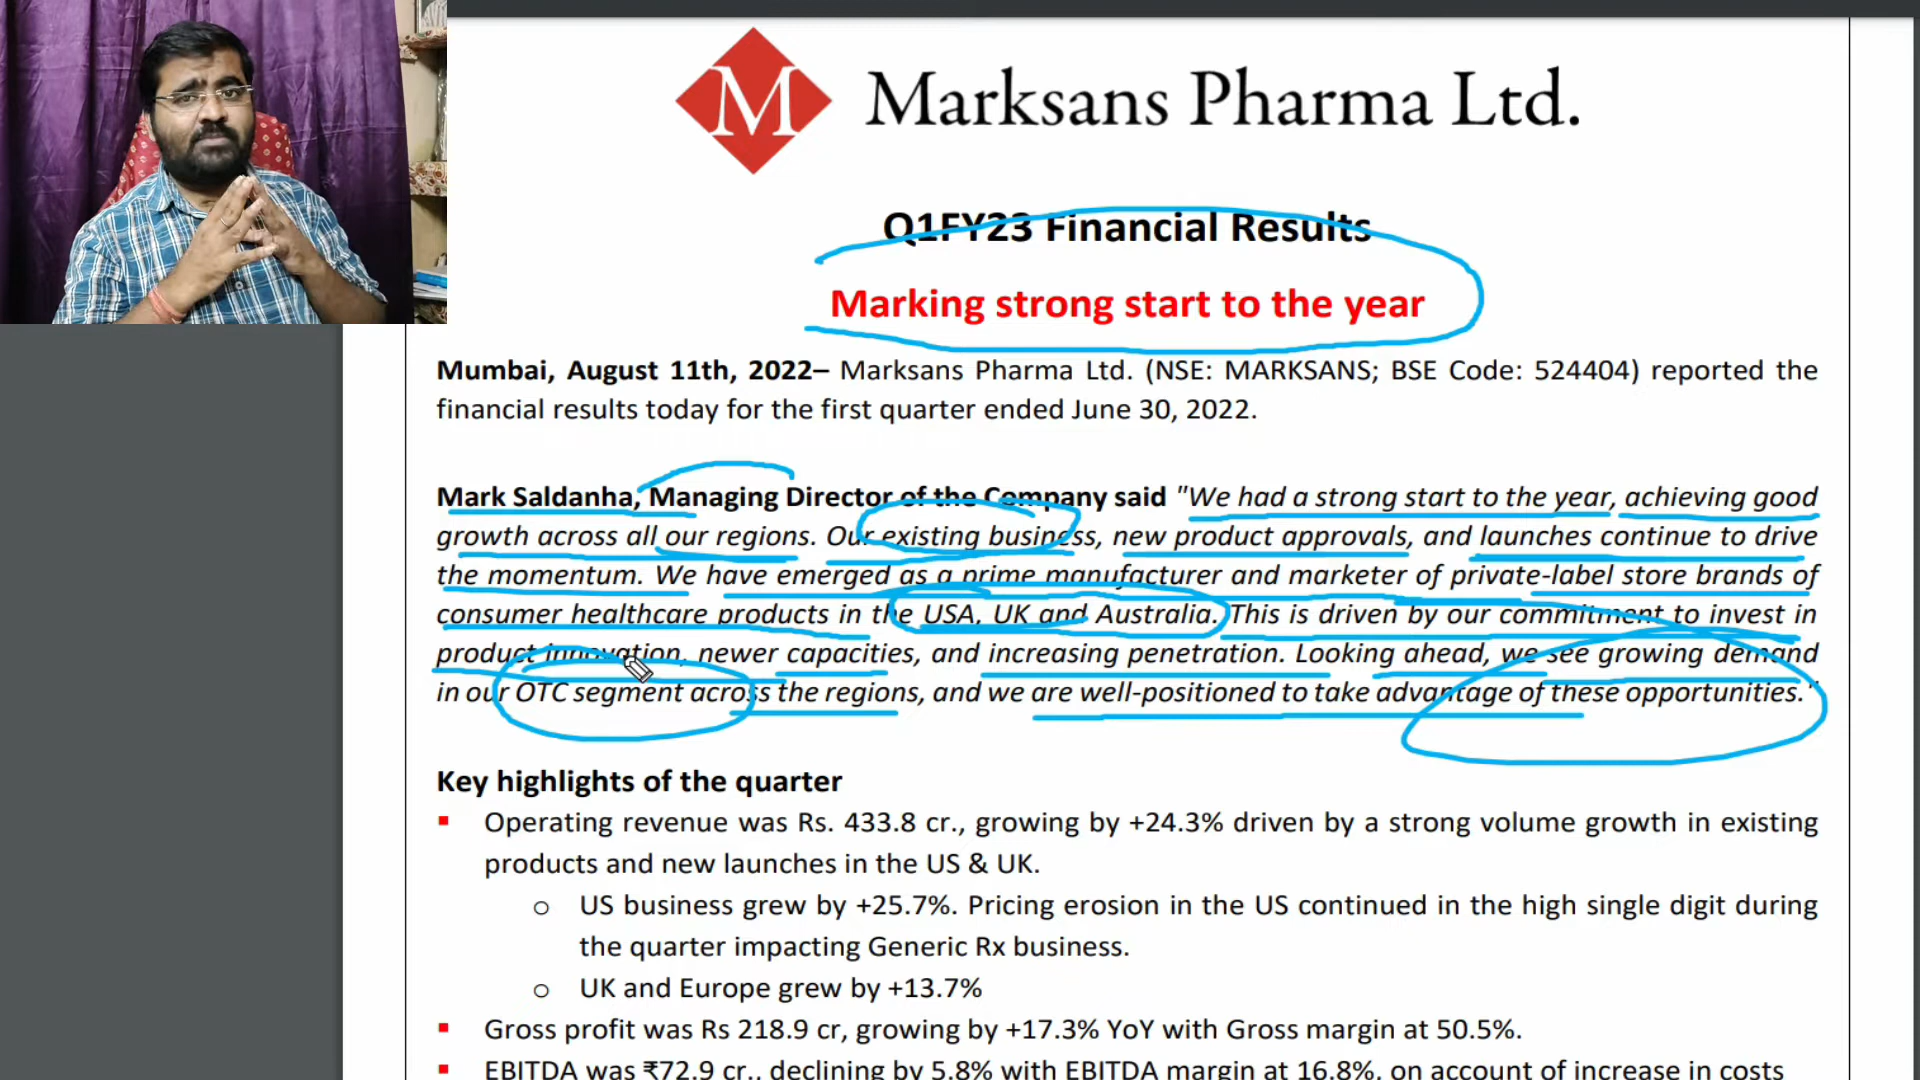 M Marksans Pharma Ltd.
Q1FY23 Financial Results
Marking strong start to the year
Mumbai, August 11th, 2022– Marksans Pharma Ltd. (NSE: MARKSANS; BSE Code: 524404) reported the
financial results today for the first quarter ended June 30, 2022.
Mark Saldanha, Managing Director of the Company said "We had a strong start to the year, achieving good
growth across all our regions. Our existing business, new product approvals, and launches continue to drive
the momentum. We have emerged as a prime manufacturer and marketer of private-label store brands of
consumer healthcare products in the USA, UK and Australia. This is driven by our commitment to invest in
product innovation, newer capacities, and increasing penetration. Looking ahead, we see growing demand
in our OTC segment across the regions, and we are well-positioned to take advantage of these opportunities."
Key highlights of the quarter
▪ Operating revenue was Rs. 433.8 cr., growing by +24.3% driven by a strong volume growth in existing
products and new launches in the US & UK.
o US business grew by +25.7%. Pricing erosion in the US continued in the high single digit during
the quarter impacting Generic Rx business.
o UK and Europe grew by +13.7%
▪ Gross profit was Rs 218.9 cr, growing by +17.3% YoY with Gross margin at 50.5%.
▪ EBITDA was ₹72.9 cr., declining by 5.8% with EBITDA margin at 16.8%, on account of increase in costs